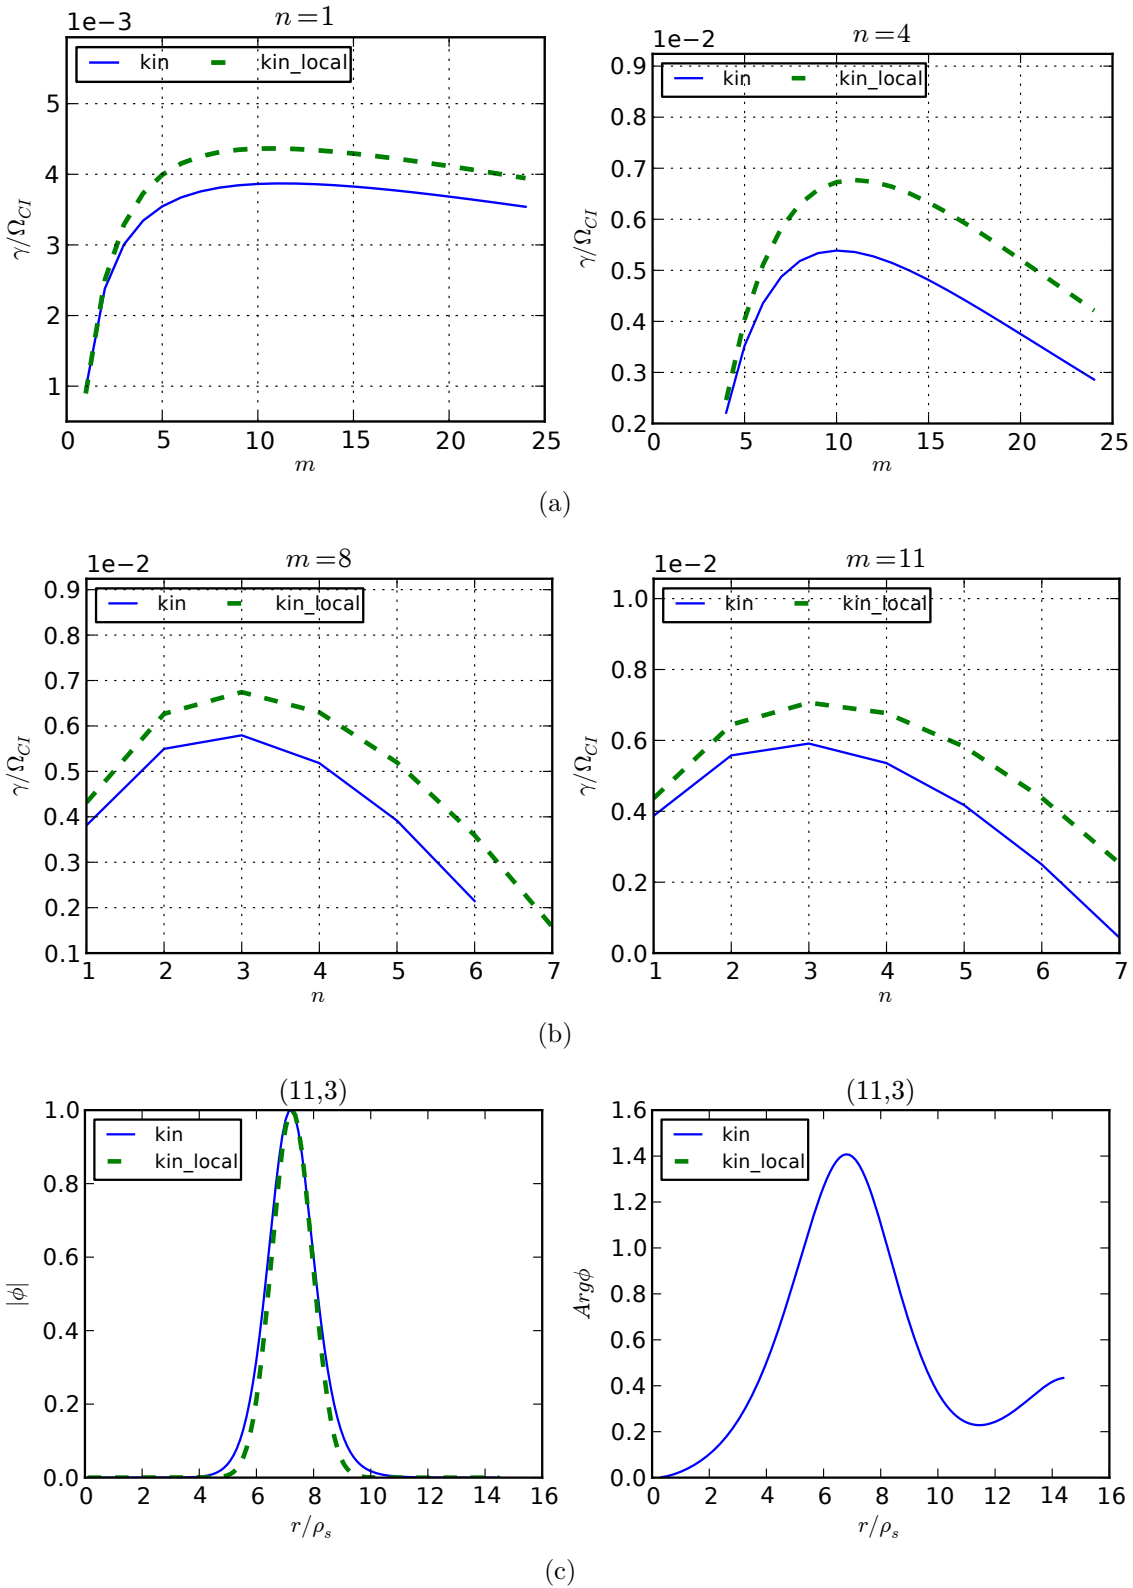 1e−3
n=1
kin kin_local
5
4
3
2
1
γ/Ω_CI
0 5 10 15 20 25
m
1e−2
n=4
kin kin_local
0.9
0.8
0.7
0.6
0.5
0.4
0.3
0.2
γ/Ω_CI
0 5 10 15 20 25
m
(a)
1e−2
m=8
kin kin_local
0.9
0.8
0.7
0.6
0.5
0.4
0.3
0.2
0.1
γ/Ω_CI
1 2 3 4 5 6 7
n
1e−2
m=11
kin kin_local
1.0
0.8
0.6
0.4
0.2
0.0
γ/Ω_CI
1 2 3 4 5 6 7
n
(b)
(11,3)
kin
kin_local
1.0
0.8
0.6
0.4
0.2
0.0
|ϕ|
0 2 4 6 8 10 12 14 16
r/ρ_s
(11,3)
kin
kin_local
1.6
1.4
1.2
1.0
0.8
0.6
0.4
0.2
0.0
Argϕ
0 2 4 6 8 10 12 14 16
r/ρ_s
(c)